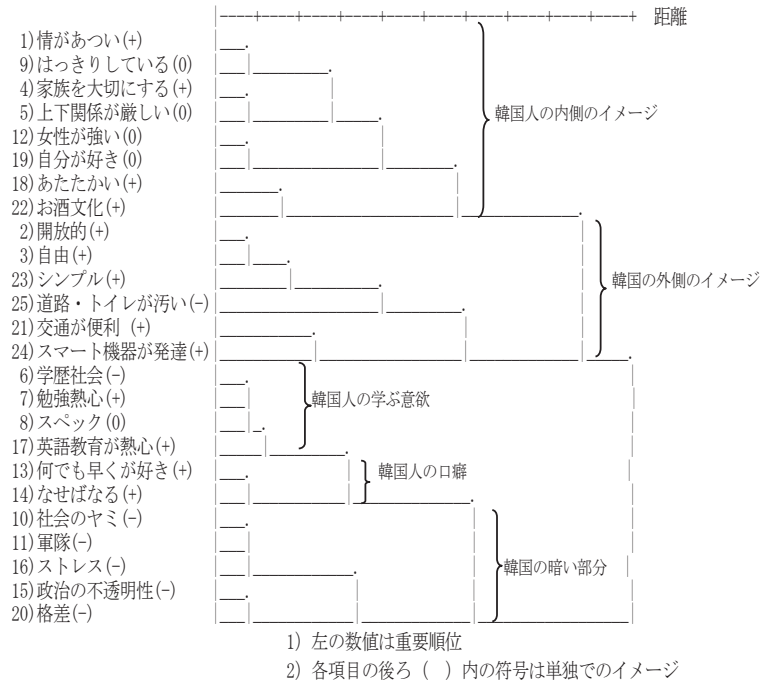 距離
1)情があつい(+)
9)はっきりしている(0)
4)家族を大切にする(+)
5)上下関係が厳しい(0)
韓国人の内側のイメージ
12)女性が強い(0)
19)自分が好き(0)
18)あたたかい(+)
22)お酒文化(+)
2)開放的(+)
3)自由(+)
23)シンプル(+)
韓国の外側のイメージ
25)道路・トイレが汚い(-)
21)交通が便利 (+)
24)スマート機器が発達(+)
6)学歴社会(-)
7)勉強熱心(+)
韓国人の学ぶ意欲
8)スペック(0)
17)英語教育が熱心(+)
13)何でも早くが好き(+)
韓国人の口癖
14)なせばなる(+)
10)社会のヤミ(-)
11)軍隊(-)
16)ストレス(-)
韓国の暗い部分
15)政治の不透明性(-)
20)格差(-)
1) 左の数値は重要順位
2) 各項目の後ろ ( ) 内の符号は単独でのイメージ